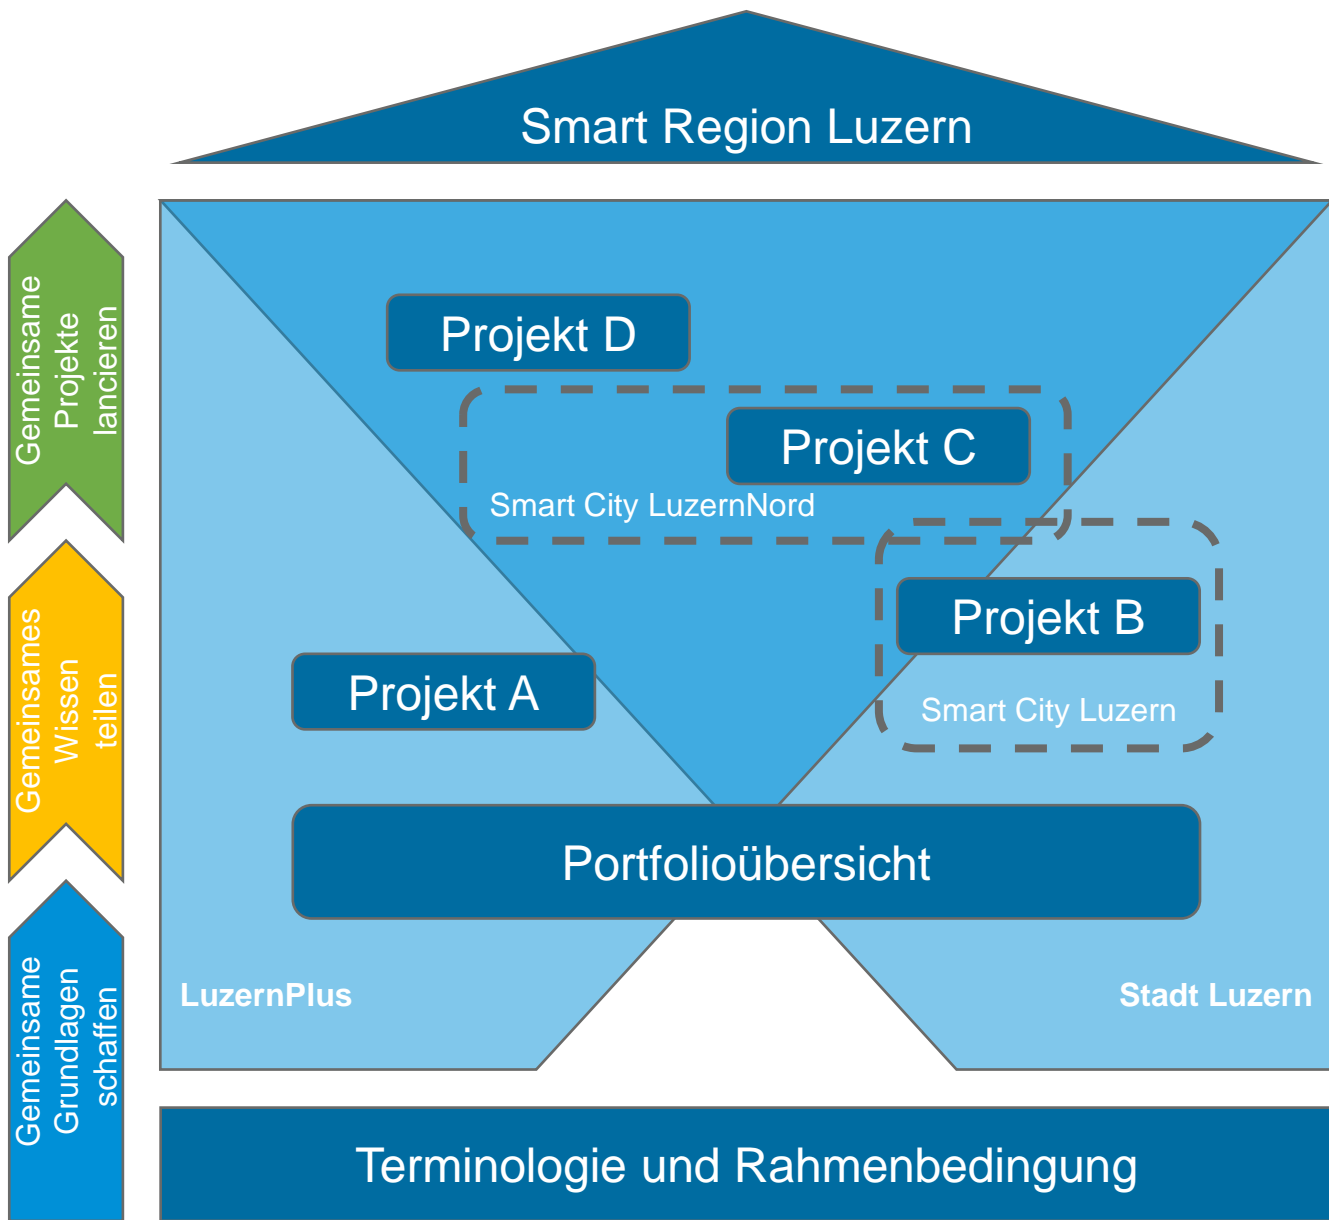 Smart Region Luzern
Gemeinsame
Projekte
lancieren
Projekt D
Projekt C
Smart City LuzernNord
Gemeinsames
Wissen
teilen
Projekt B
Projekt A
Smart City Luzern
Portfolioübersicht
Gemeinsame
Grundlagen
schaffen
LuzernPlus
Stadt Luzern
Terminologie und Rahmenbedingung